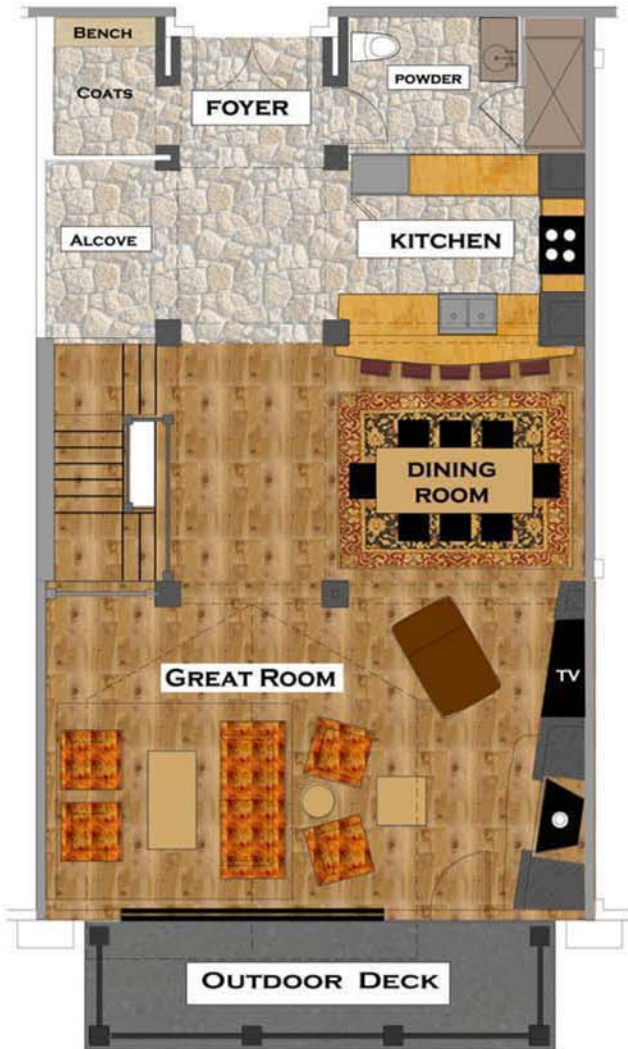 BENCH
COATS
FOYER
POWDER
ALCOVE
KITCHEN
DINING
ROOM
GREAT ROOM
TV
OUTDOOR DECK